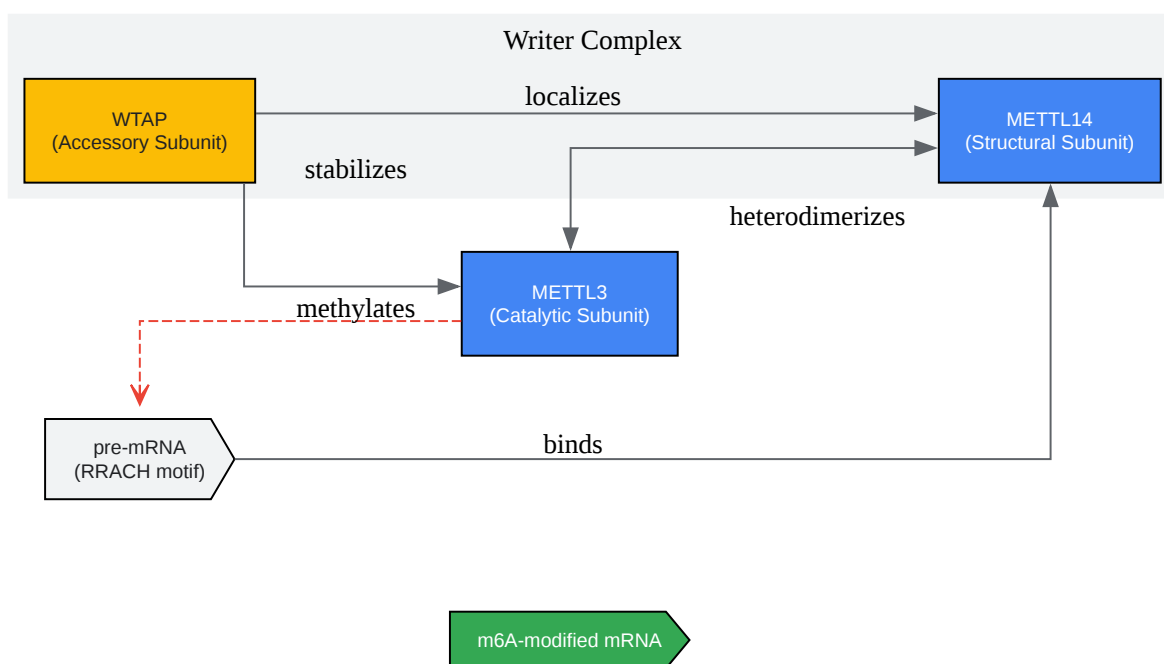 Writer Complex
WTAP
(Accessory Subunit)
localizes
METTL14
(Structural Subunit)
stabilizes
heterodimerizes
METTL3
(Catalytic Subunit)
methylates
pre-mRNA
(RRACH motif)
binds
m6A-modified mRNA